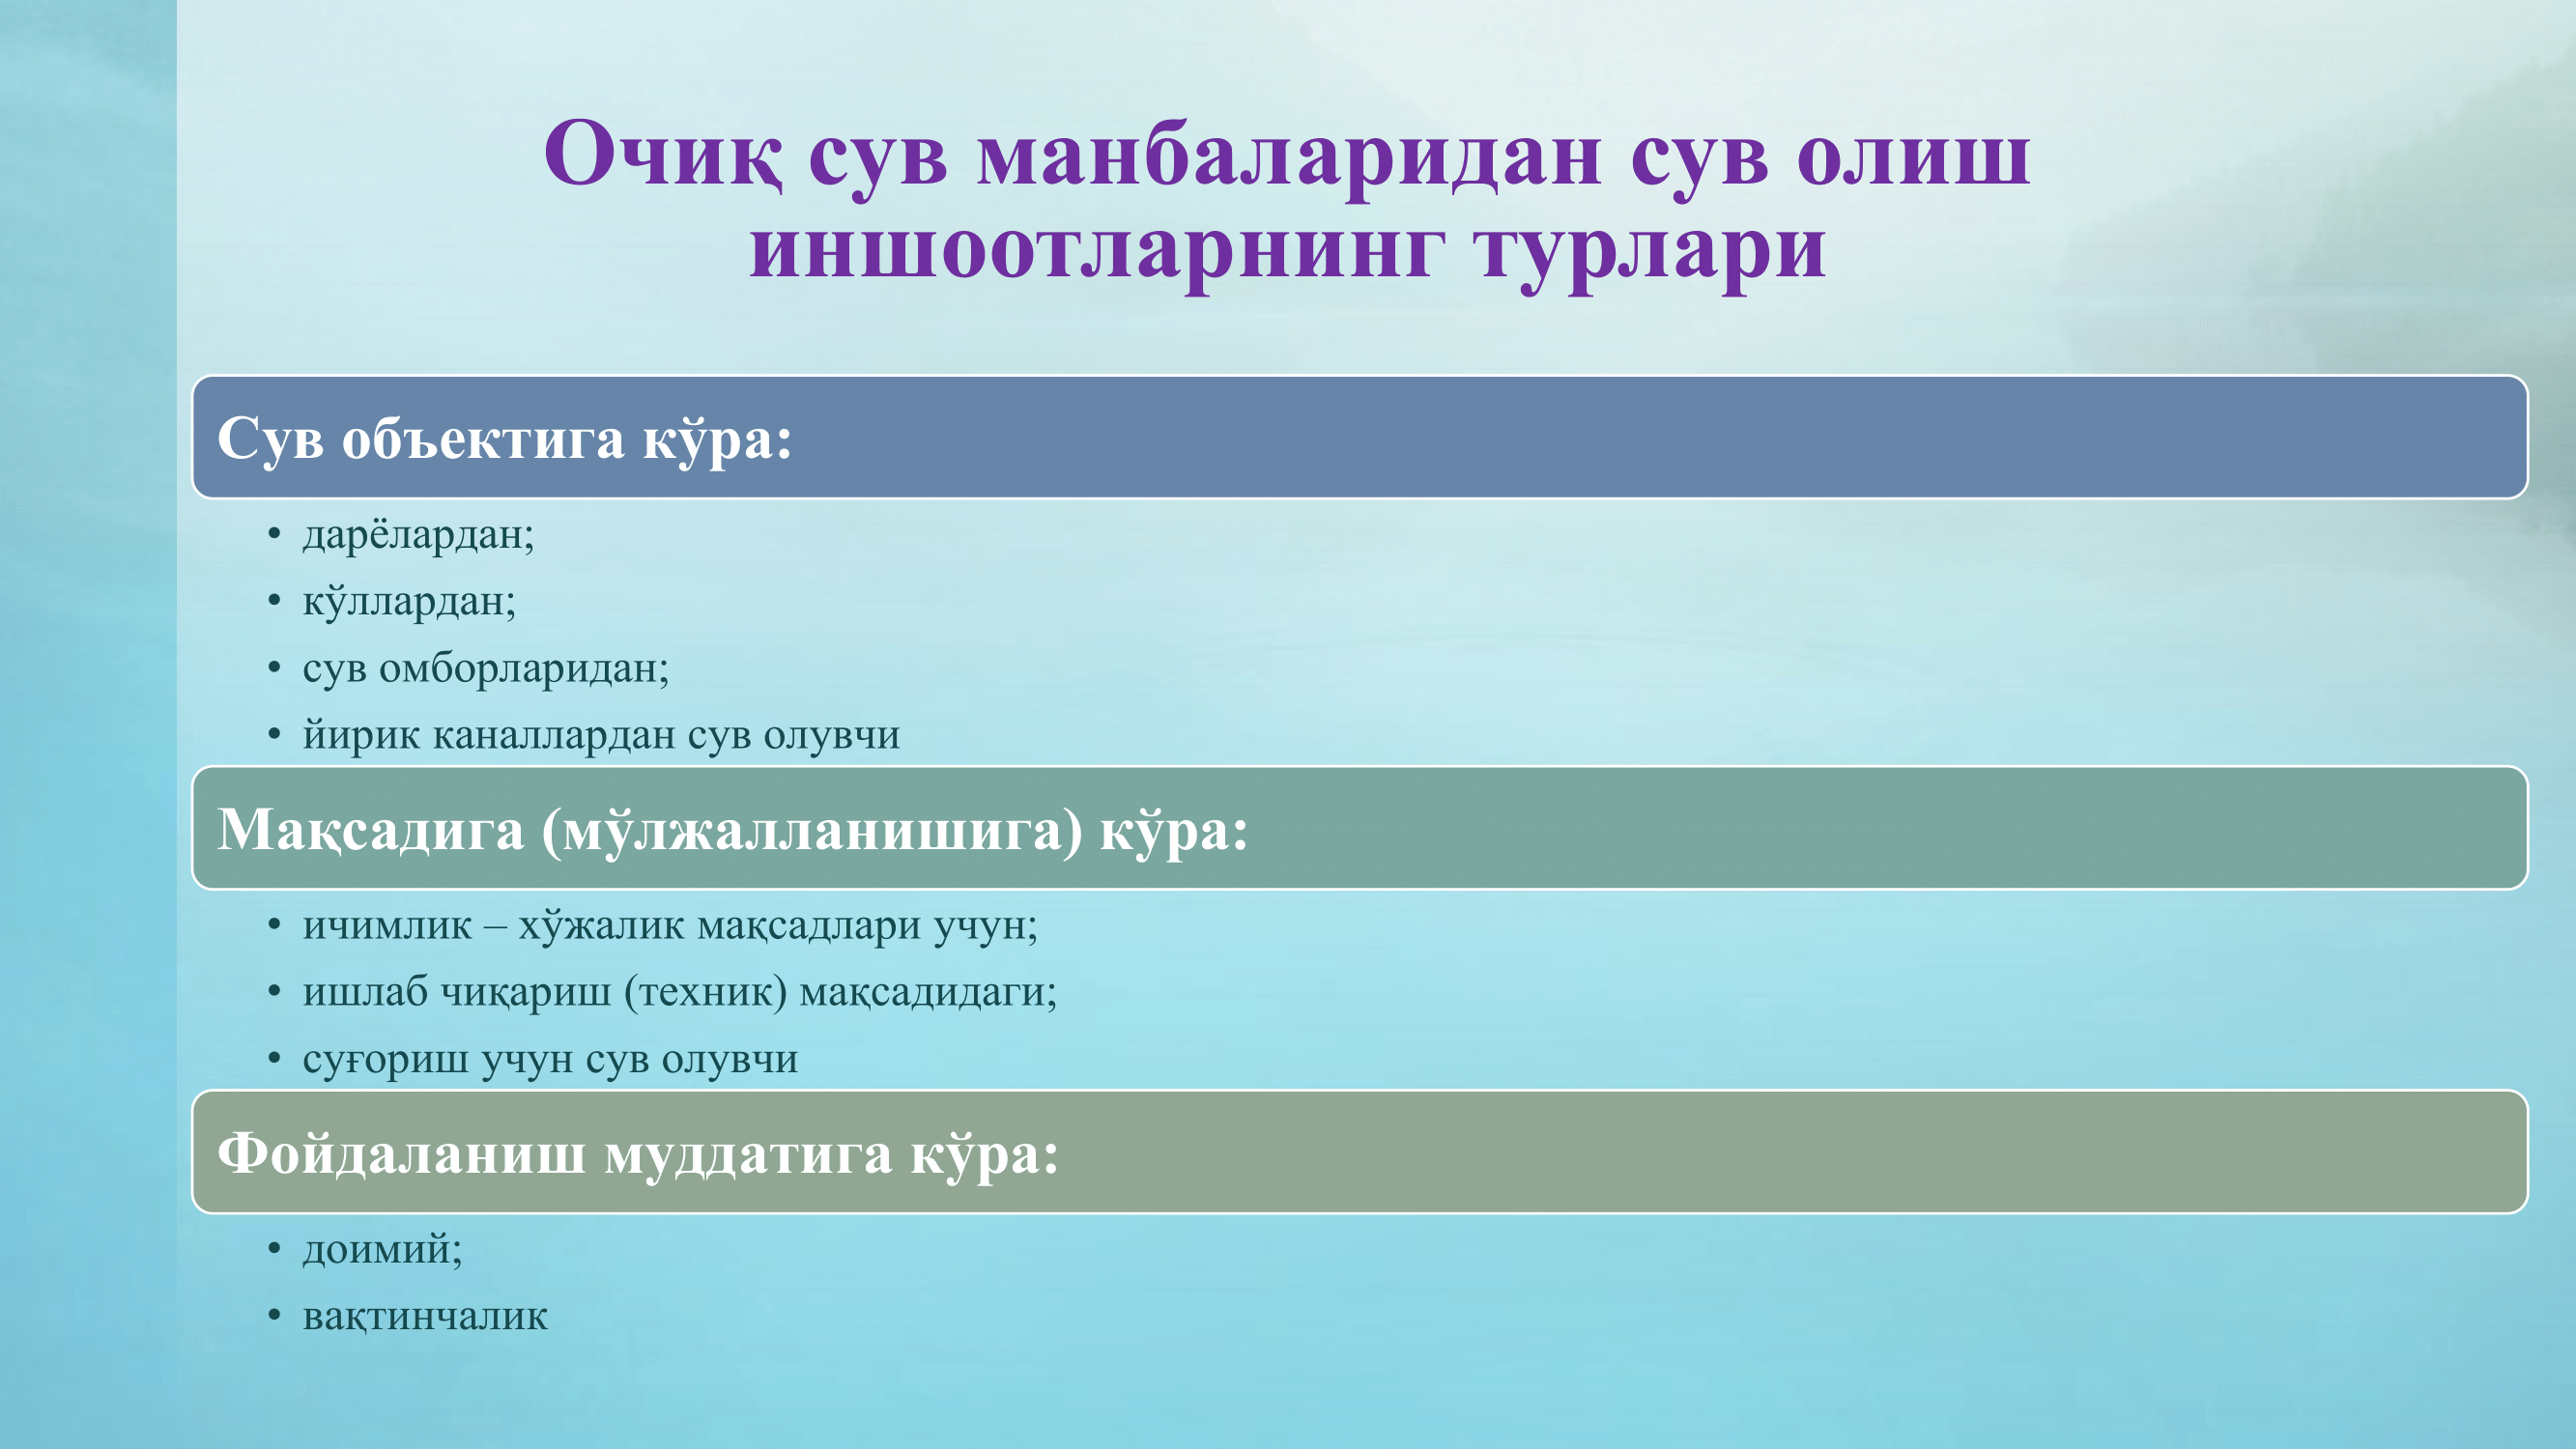 Очиқ сув манбаларидан сув олиш
иншоотларнинг турлари
Сув объектига кўра:
• дарёлардан;
• кўллардан;
• сув омборларидан;
• йирик каналлардан сув олувчи
Мақсадига (мўлжалланишига) кўра:
• ичимлик – хўжалик мақсадлари учун;
• ишлаб чиқариш (техник) мақсадидаги;
• суғориш учун сув олувчи
Фойдаланиш муддатига кўра:
• доимий;
• вақтинчалик